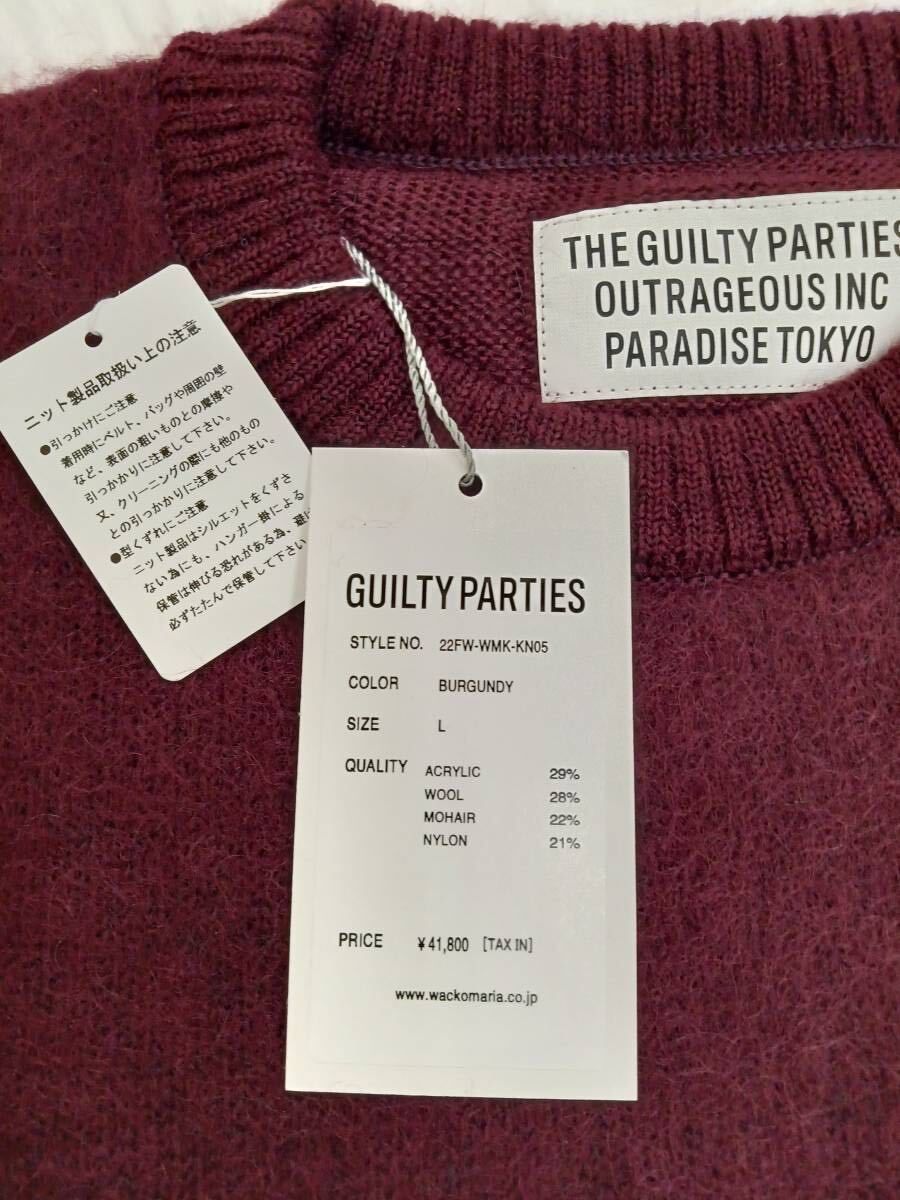 THE GUILTY PARTIES
OUTRAGEOUS INC
PARADISE TOKYO
ニット製品取扱い上の注意
●引っかけにご注意
着用時にベルト、バッグや周囲の壁
など、表面の粗いものとの摩擦や
引っかかりに注意して下さい。
又、クリーニングの際にも他のもの
との引っかかりに注意して下さい。
●型くずれにご注意
ニット製品はシルエットをくずさ
ない為にも、ハンガー掛による
保管は伸びる恐れがある為、避け
必ずたたんで保管して下さい
GUILTY PARTIES
STYLE NO. 22FW-WMK-KN05
COLOR BURGUNDY
SIZE L
QUALITY ACRYLIC 29%
WOOL 28%
MOHAIR 22%
NYLON 21%
PRICE ¥41,800 [TAX IN]
www.wackomaria.co.jp